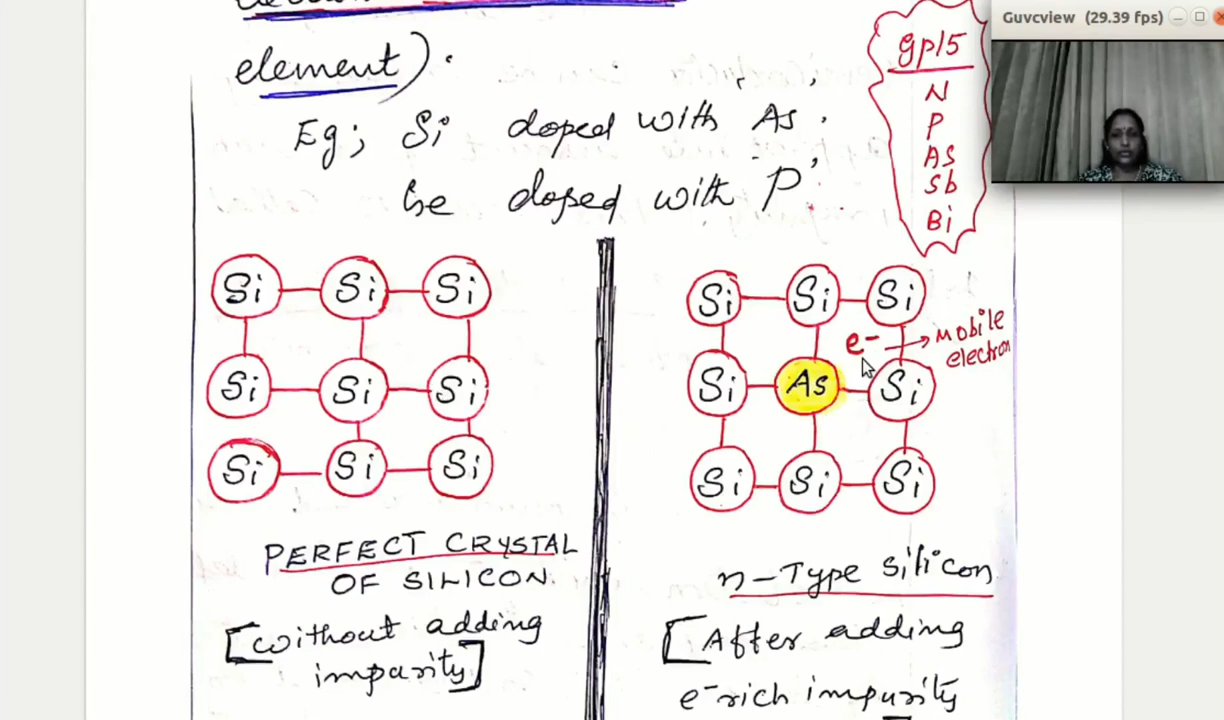 Guvcview (29.39 fps)
element).
Eg; Si doped with As.
Ge doped with 'P'
gp15
N
P
As
Sb
Bi
Si Si Si
Si Si Si
Si Si Si
PERFECT CRYSTAL
OF SILICON.
[without adding
impurity]
Si Si Si
e- → mobile
electron
Si As Si
Si Si Si
n-Type silicon
[After adding
e-rich impurity